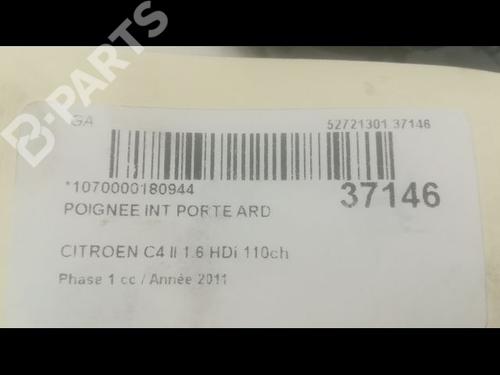 B-PARTS
GA
52721301 37146
*1070000180944
37146
POIGNEE INT PORTE ARD
CITROEN C4 II 1.6 HDi 110ch
Phase 1 cc / Année 2011